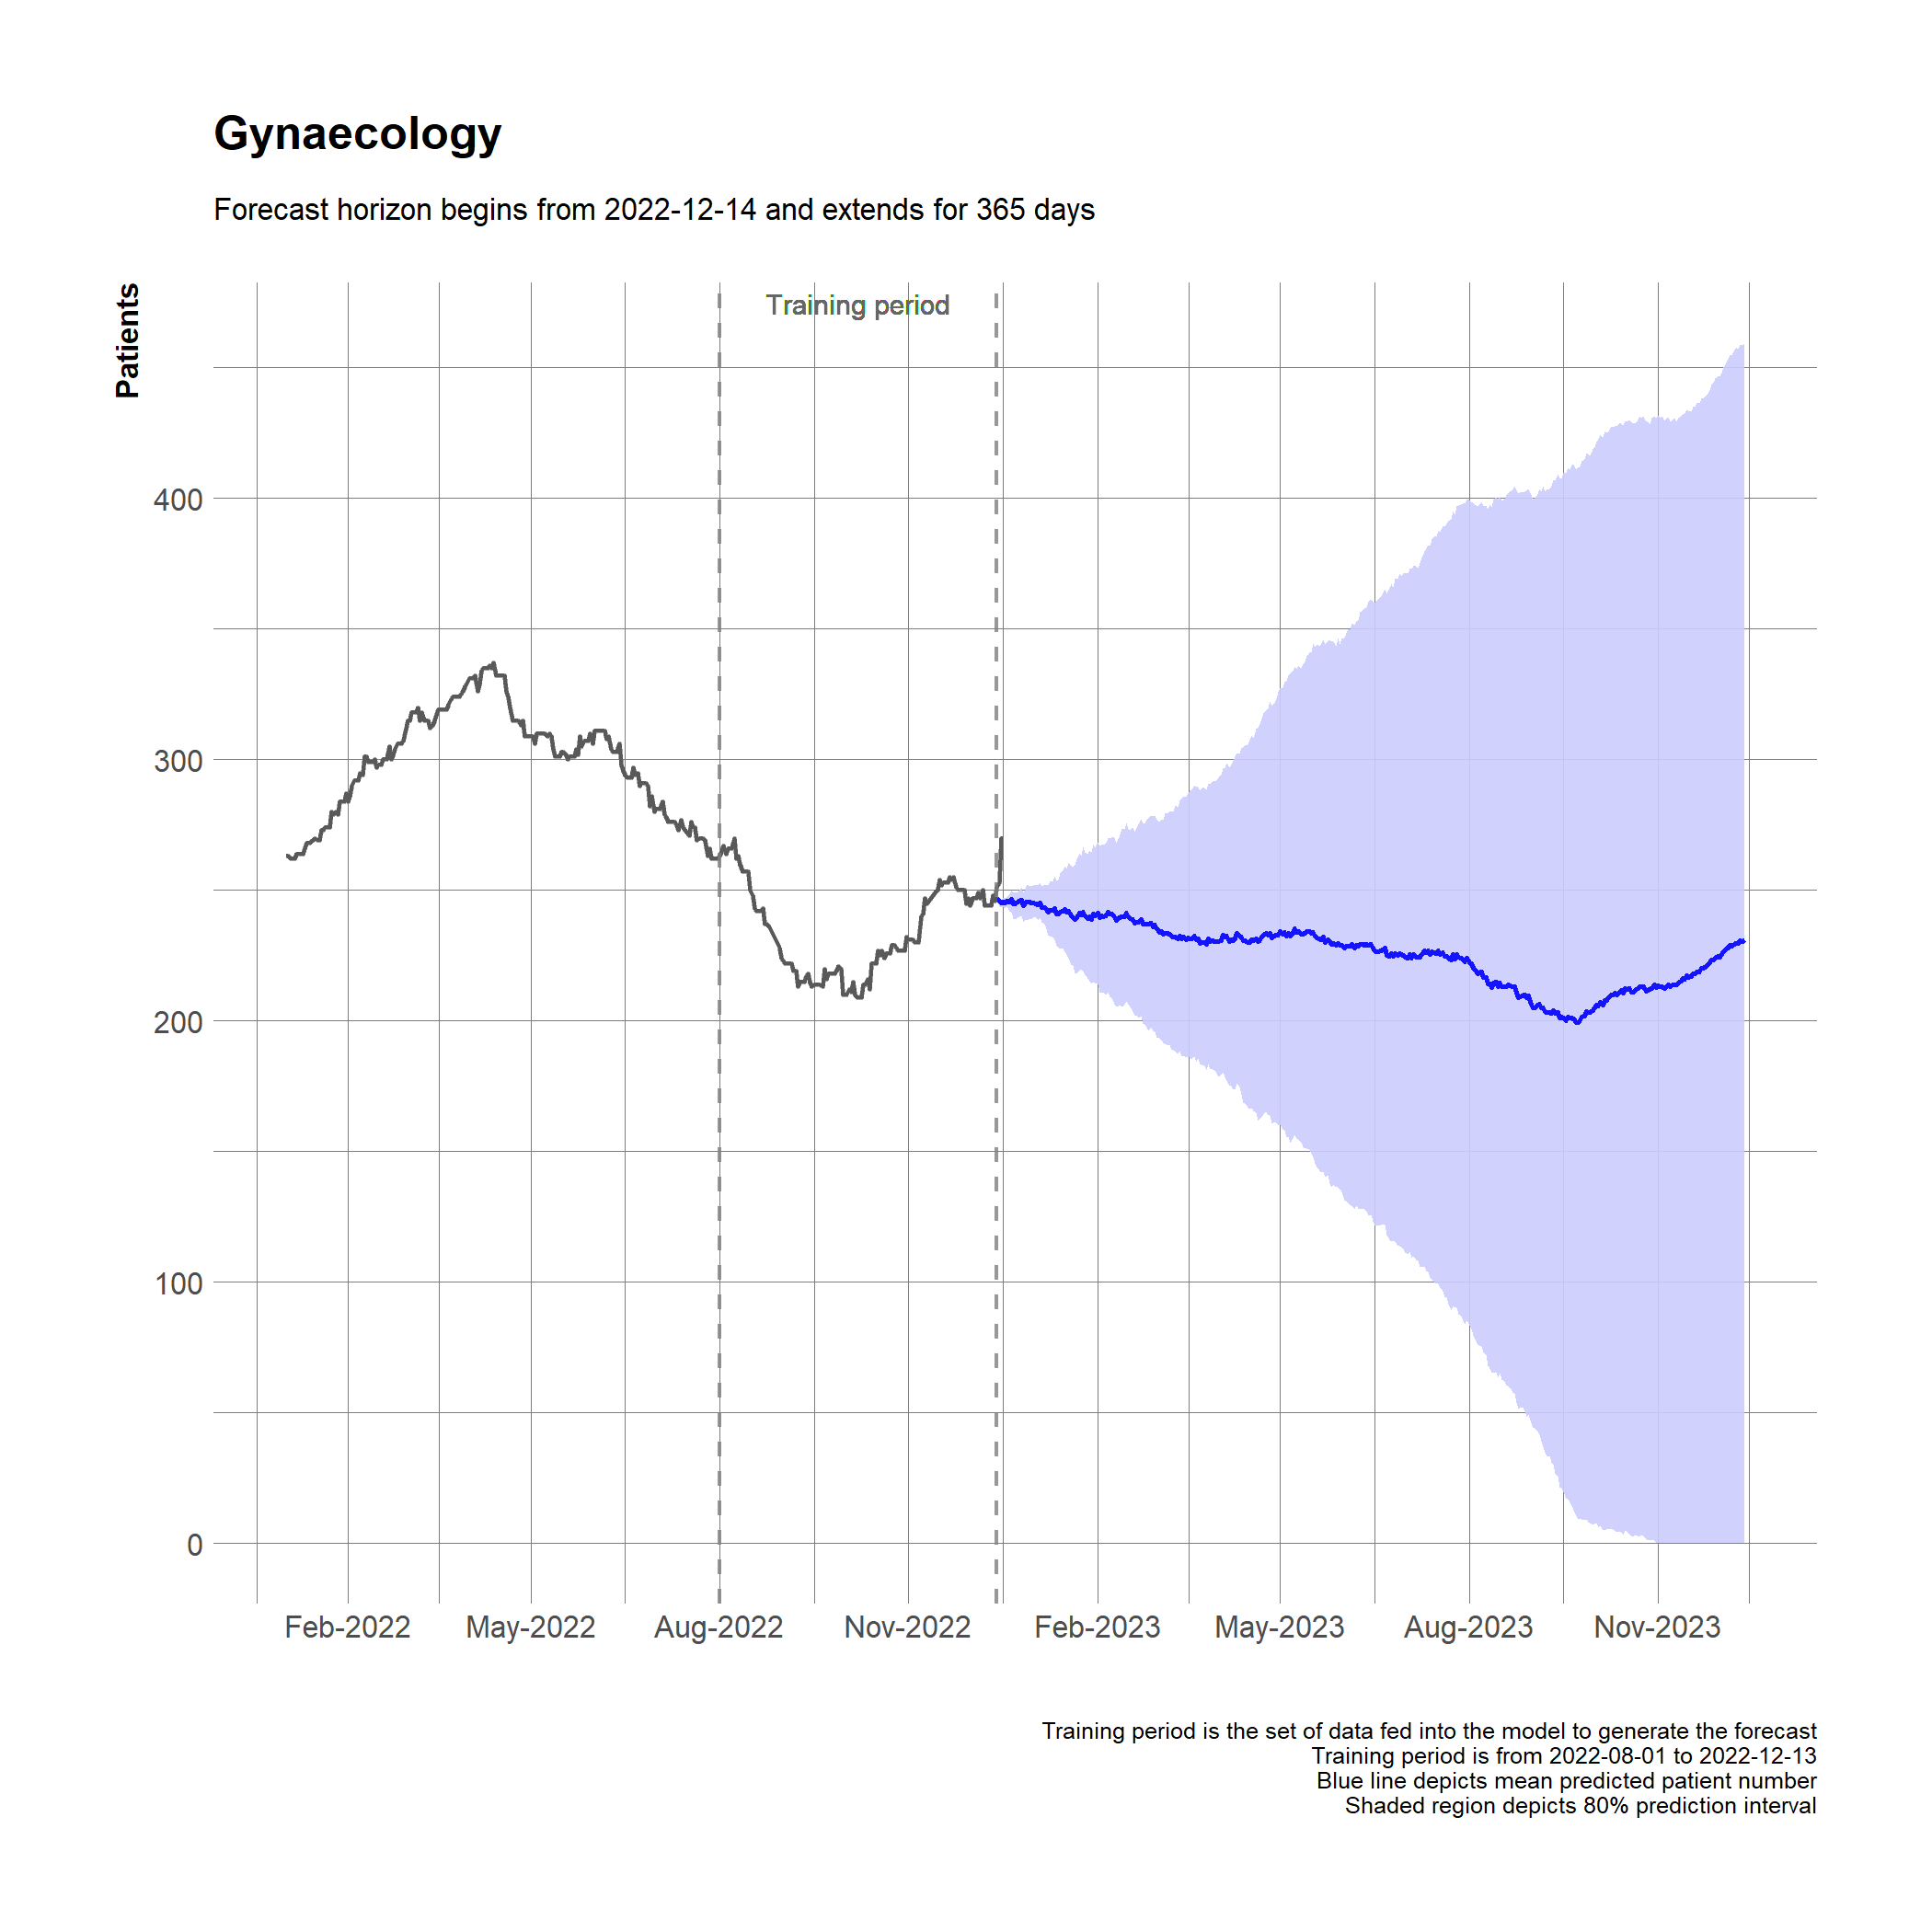 Gynaecology
Forecast horizon begins from 2022-12-14 and extends for 365 days
Patients
Training period
400
300
200
100
0
Feb-2022 May-2022 Aug-2022 Nov-2022 Feb-2023 May-2023 Aug-2023 Nov-2023
Training period is the set of data fed into the model to generate the forecast
Training period is from 2022-08-01 to 2022-12-13
Blue line depicts mean predicted patient number
Shaded region depicts 80% prediction interval